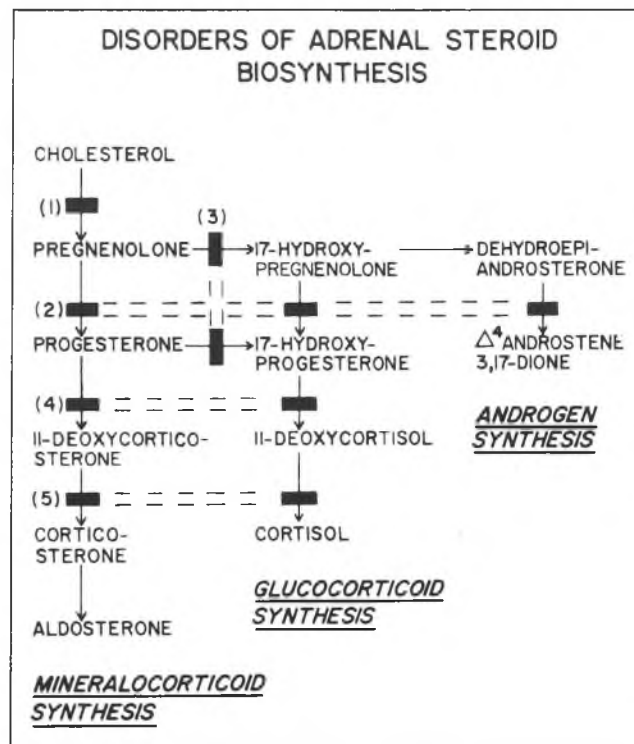 DISORDERS OF ADRENAL STEROID
BIOSYNTHESIS
CHOLESTEROL
(1)
(3)
PREGNENOLONE
17-HYDROXY-
PREGNENOLONE
DEHYDROEPI-
ANDROSTERONE
(2)
PROGESTERONE
17-HYDROXY-
PROGESTERONE
Δ⁴ANDROSTENE
3,17-DIONE
(4)
11-DEOXYCORTICO-
STERONE
11-DEOXYCORTISOL
ANDROGEN
SYNTHESIS
(5)
CORTICO-
STERONE
CORTISOL
GLUCOCORTICOID
SYNTHESIS
ALDOSTERONE
MINERALOCORTICOID
SYNTHESIS